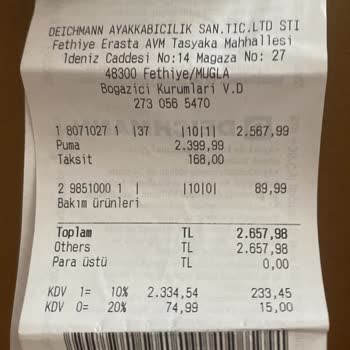 DEICHMANN AYAKKABICILIK SAN.TIC.LTD STI
Fethiye Erasta AVM Tasyaka Mahhallesi
1deniz Caddesi No:14 Magaza No: 27
48300 Fethiye/MUGLA
Bogazici Kurumlari V.D
273 056 5470
1 8071027 1 |37 |10|1| 2.567,99
Puma 2.399,99
Taksit 168,00
2 9851000 1 | |10|0| 89,99
Bakım ürünleri
Toplam TL 2.657,98
Others TL 2.657,98
Para üstü TL 0,00
KDV 1= 10% 2.334,54 233,45
KDV 0= 20% 74,99 15,00